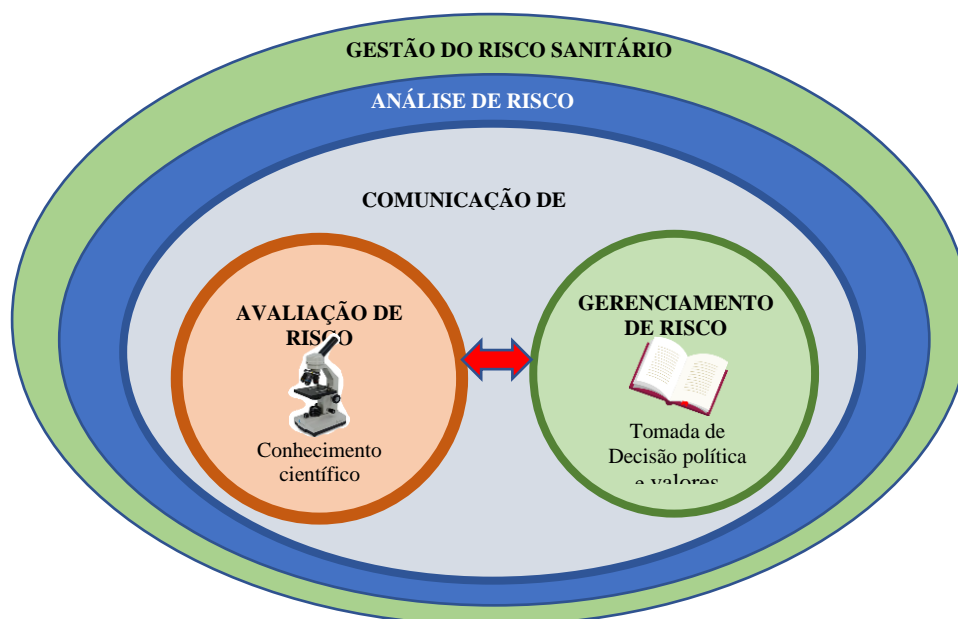 GESTÃO DO RISCO SANITÁRIO
ANÁLISE DE RISCO
COMUNICAÇÃO DE
AVALIAÇÃO DE
RISCO
Conhecimento
científico
GERENCIAMENTO
DE RISCO
Tomada de
Decisão política
e valores